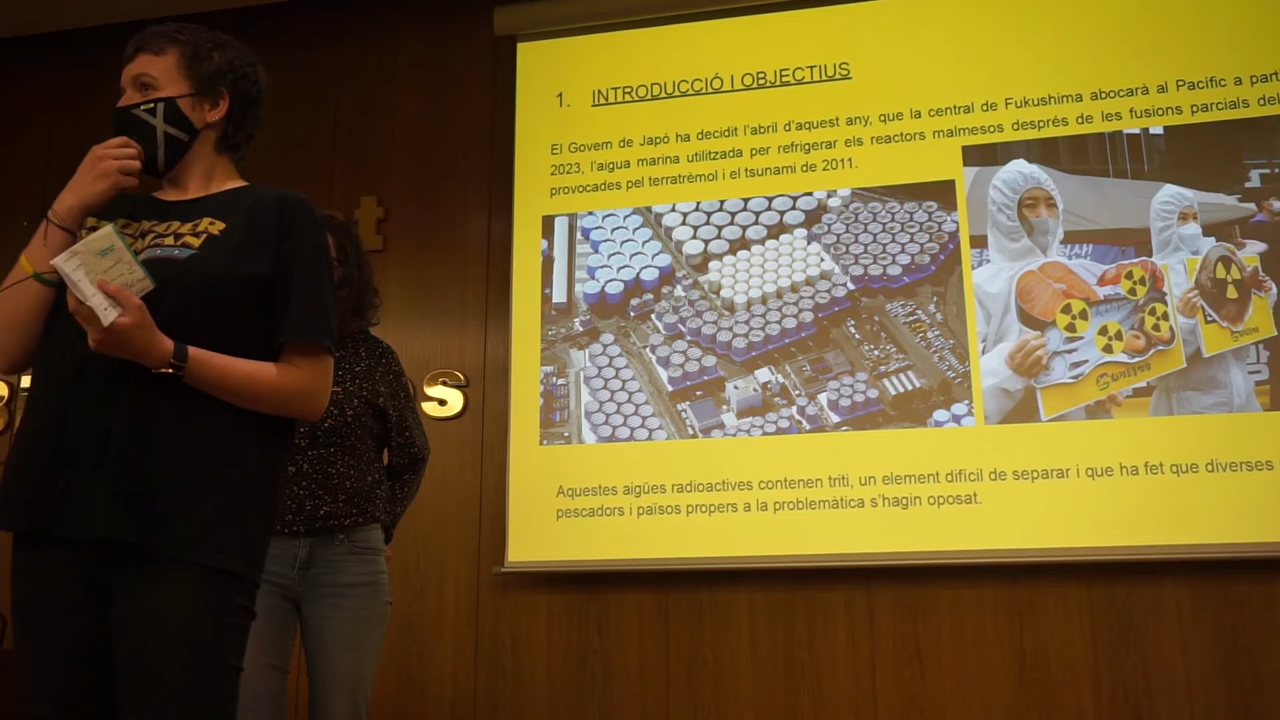 1. INTRODUCCIÓ I OBJECTIUS
El Govern de Japó ha decidit l'abril d'aquest any, que la central de Fukushima abocarà al Pacífic a
2023, l'aigua marina utilitzada per refrigerar els reactors malmesos després de les fusions parcials
provocades pel terratrèmol i el tsunami de 2011.
Aquestes aigües radioactives contenen triti, un element difícil de separar i que ha fet que diverses
pescadors i països propers a la problemàtica s'hagin oposat.
WONDER
WOMAN
t
S